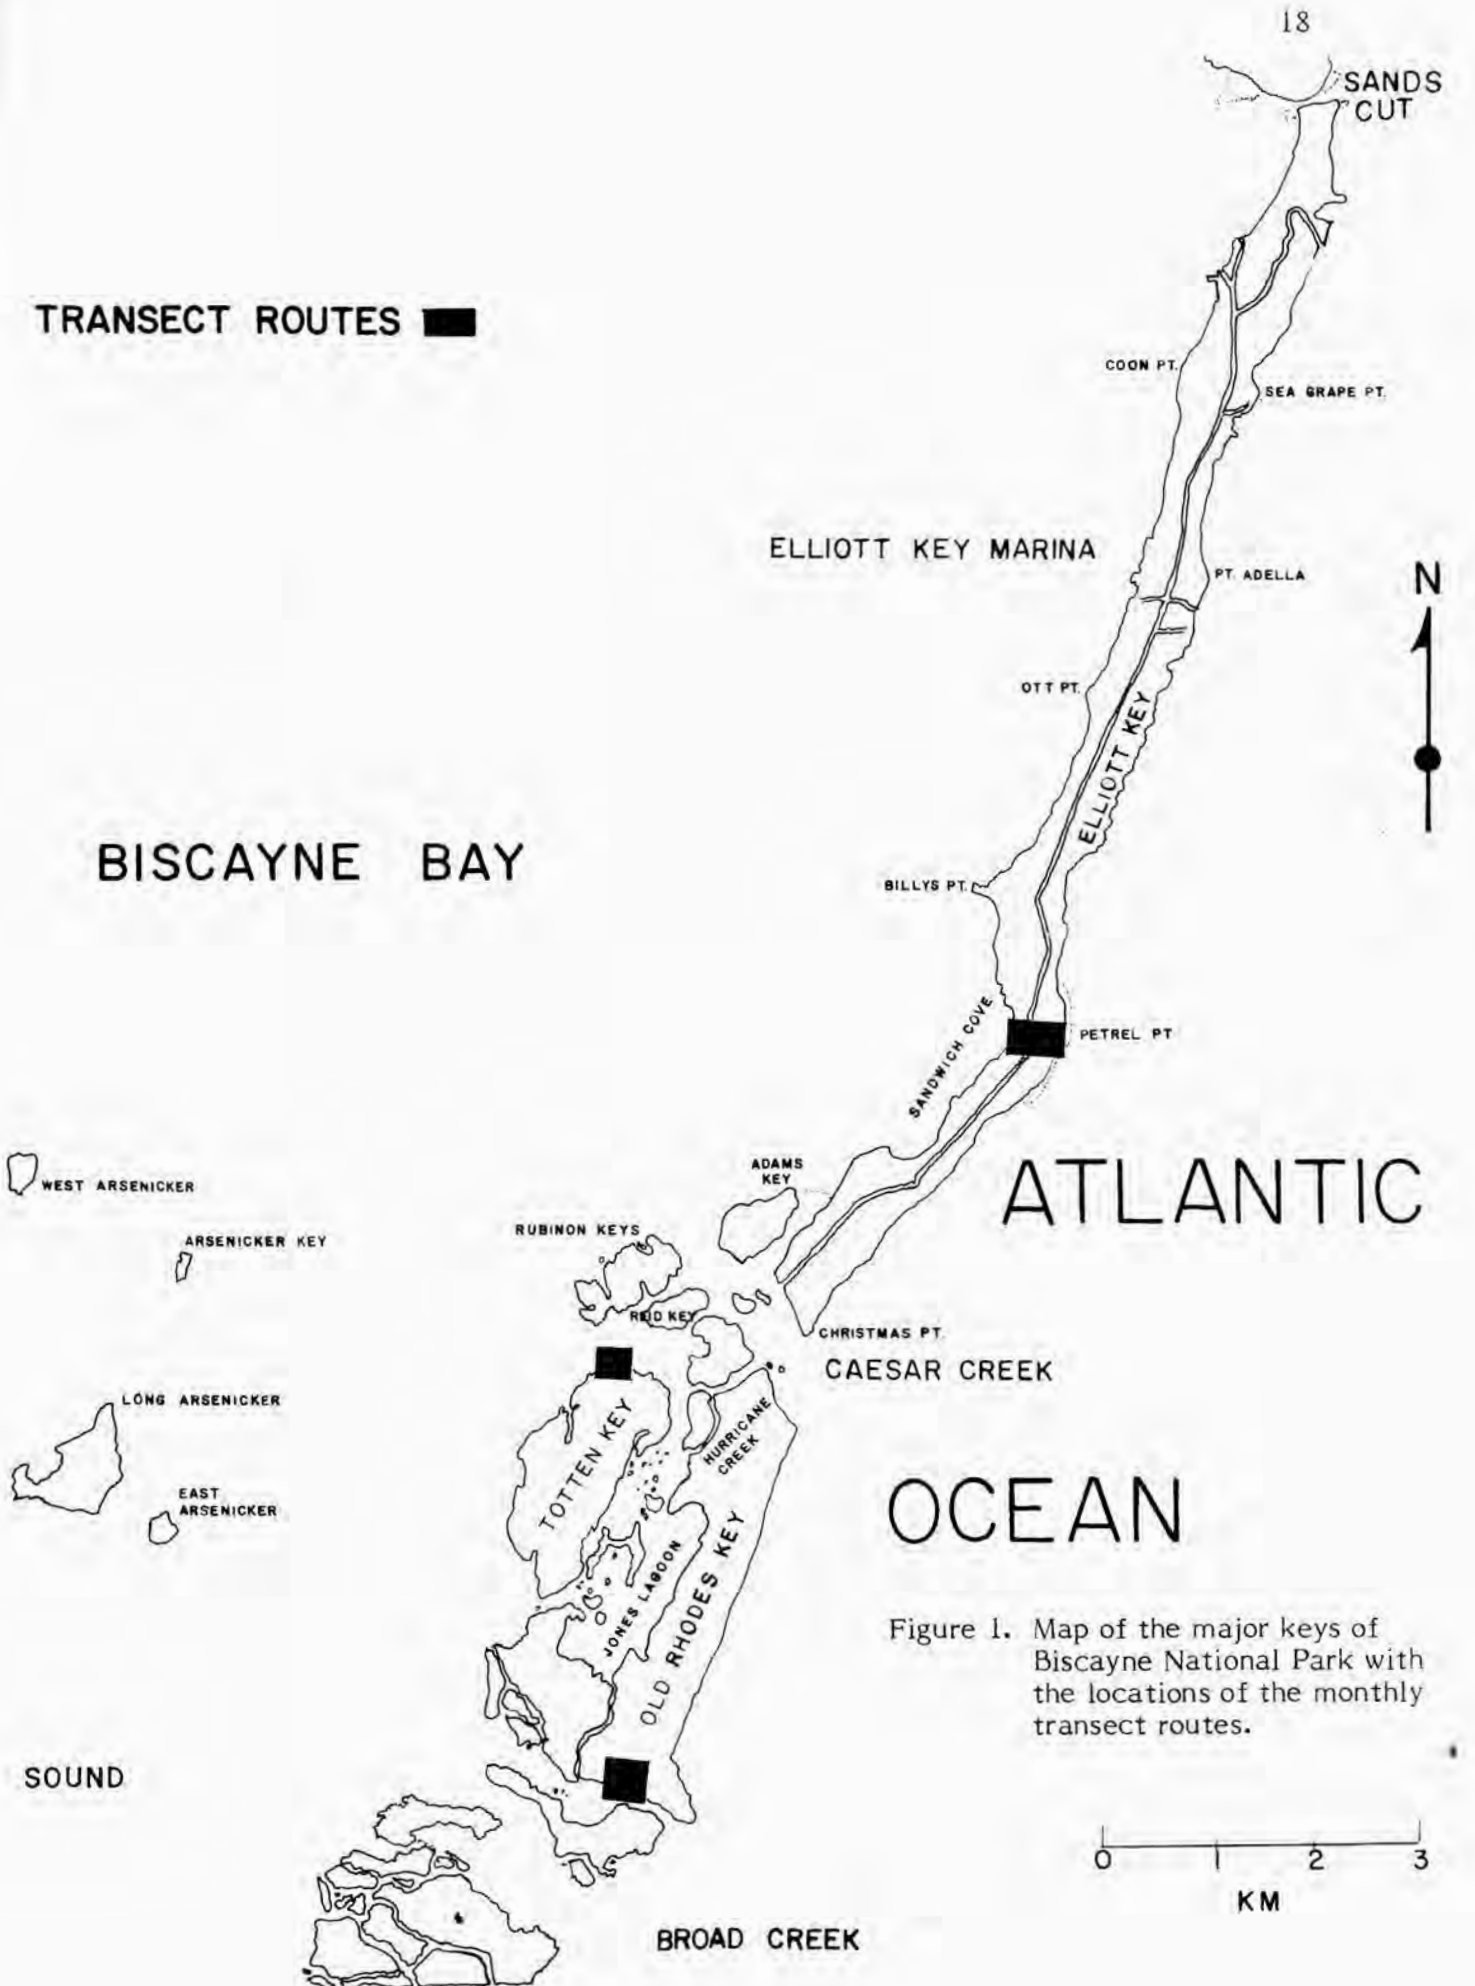 18
SANDS
CUT
TRANSECT ROUTES
COON PT.
SEA GRAPE PT.
ELLIOTT KEY MARINA
PT. ADELLA
N
OTT PT.
ELLIOTT KEY
BISCAYNE BAY
BILLYS PT.
SANDWICH COVE
PETREL PT
ATLANTIC
ADAMS
KEY
WEST ARSENICKER
RUBINON KEYS
ARSENICKER KEY
REID KEY
CHRISTMAS PT.
CAESAR CREEK
LONG ARSENICKER
TOTTEN KEY
HURRICANE
CREEK
EAST
ARSENICKER
OCEAN
JONES LAGOON
OLD RHODES KEY
Figure 1. Map of the major keys of
Biscayne National Park with
the locations of the monthly
transect routes.
SOUND
0 1 2 3
KM
BROAD CREEK